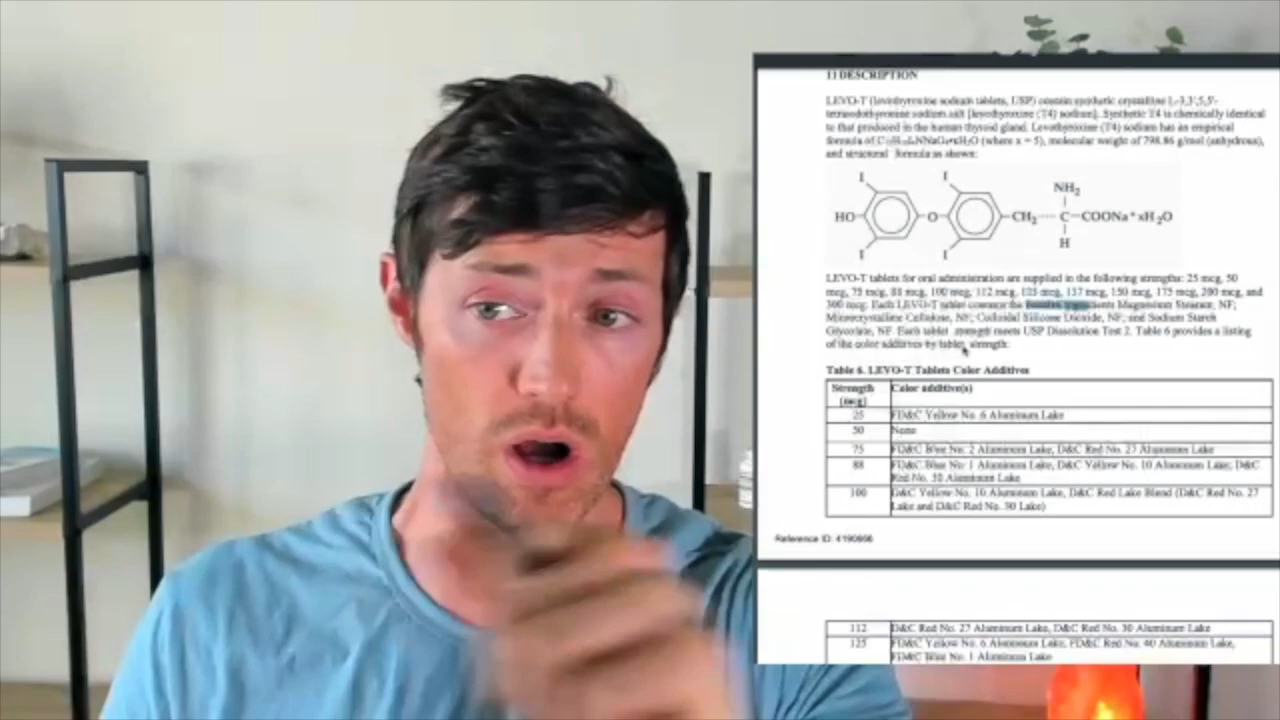 11 DESCRIPTION
LEVO-T (levothyroxine sodium tablets, USP) contain synthetic crystalline L-3,3',5,5'-
tetraiodothyronine sodium salt [levothyroxine (T4) sodium]. Synthetic T4 is chemically identical
to that produced in the human thyroid gland. Levothyroxine (T4) sodium has an empirical
formula of (where x = 5), molecular weight of 798.86 g/mol (anhydrous),
and structural formula as shown:
I I NH2
HO O CH2 C COONa+xH2O
I I H
LEVO-T tablets for oral administration are supplied in the following strengths: 25 mcg, 50
mcg, 75 mcg, 88 mcg, 100 mcg, 112 mcg, 125 mcg, 137 mcg, 150 mcg, 175 mcg, 200 mcg, and
300 mcg. Each LEVO-T tablet contains the inactive ingredients Magnesium Stearate, NF;
Microcrystalline Cellulose, NF; Colloidal Silicone Dioxide, NF; and Sodium Starch
Glycolate, NF. Each tablet strength meets USP Dissolution Test 2. Table 6 provides a listing
of the color additives by tablet strength:
Table 6. LEVO-T Tablets Color Additives
Strength (mcg) Color additive(s)
25 FD&C Yellow No. 6 Aluminum Lake
50 None
75 FD&C Blue No. 2 Aluminum Lake, D&C Red No. 27 Aluminum Lake
88 FD&C Blue No. 1 Aluminum Lake, D&C Yellow No. 10 Aluminum Lake, D&C
Red No. 30 Aluminum Lake
100 D&C Yellow No. 10 Aluminum Lake, D&C Red Lake Blend (D&C Red No. 27
Lake and D&C Red No. 30 Lake)
Reference ID:
112 D&C Red No. 27 Aluminum Lake, D&C Red No. 30 Aluminum Lake
125 FD&C Yellow No. 6 Aluminum Lake, FD&C Red No. 40 Aluminum Lake,
FD&C Blue No. 1 Aluminum Lake